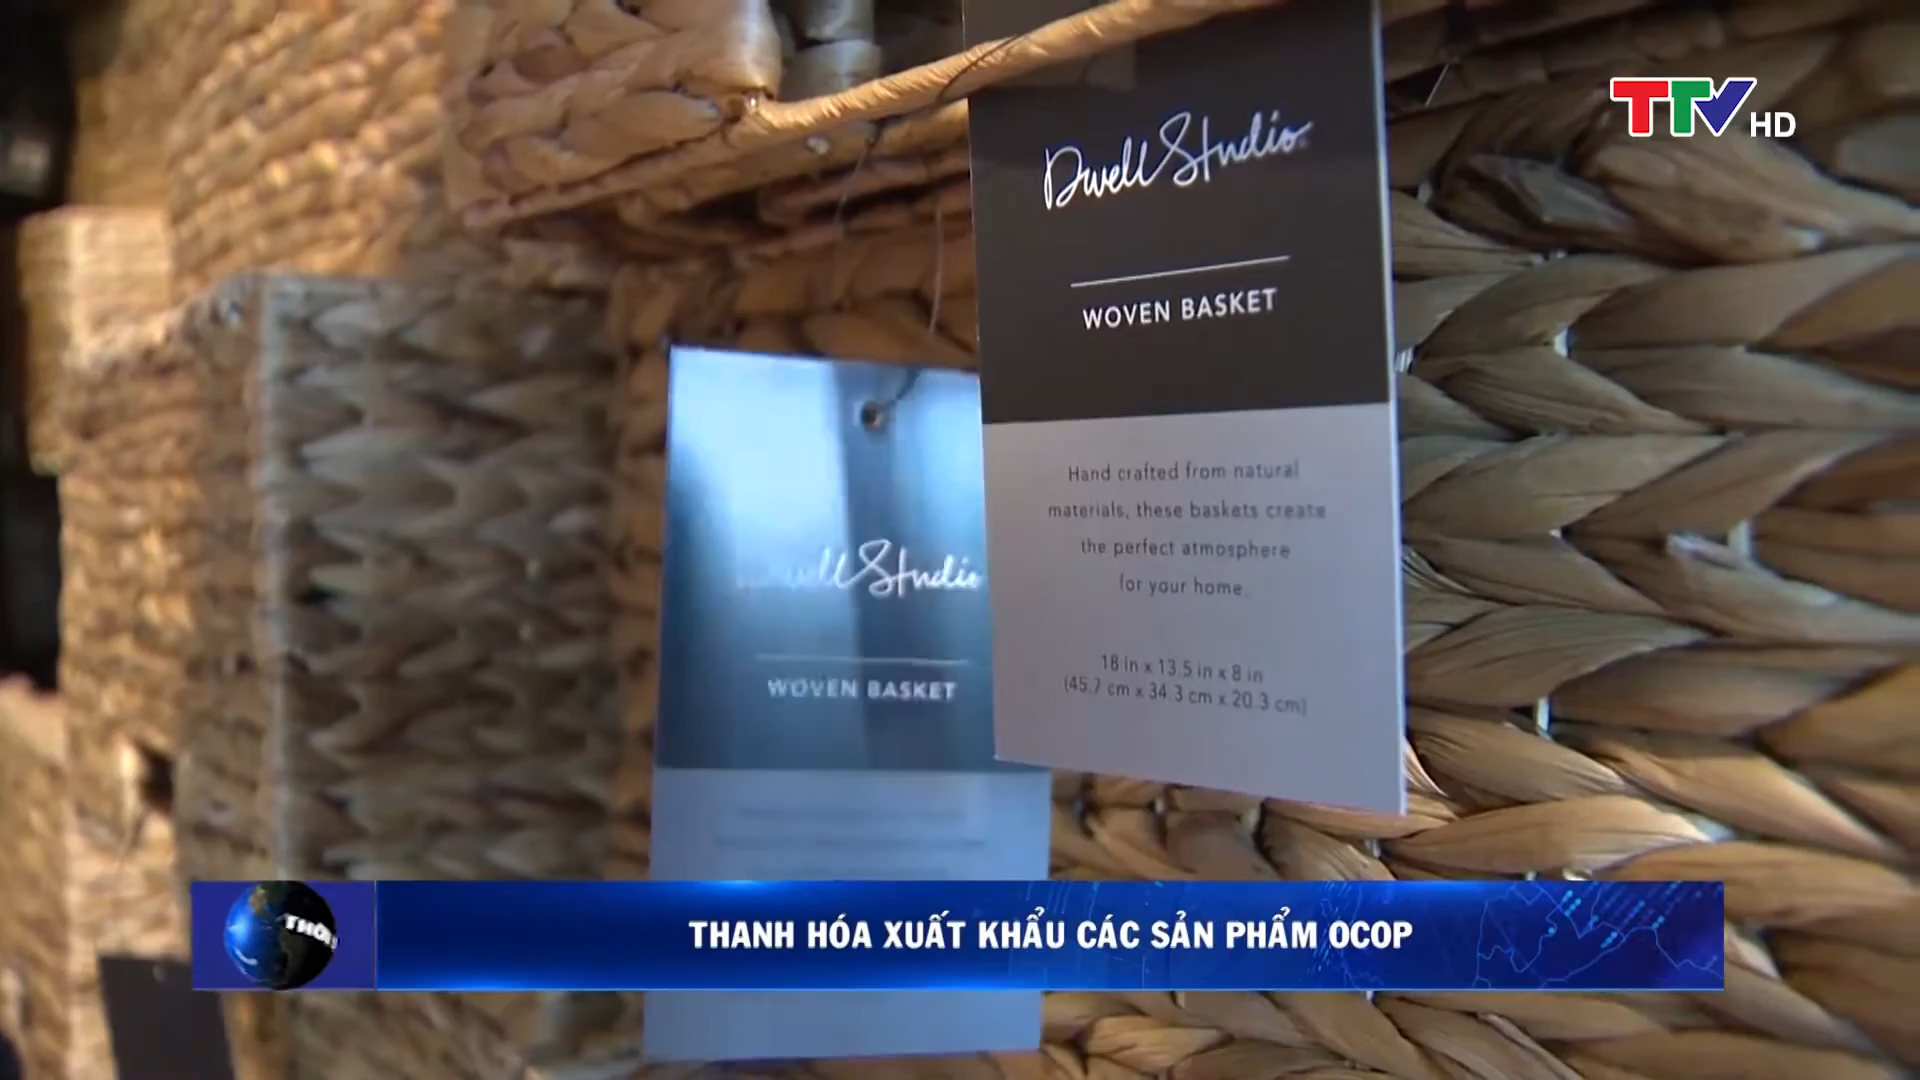 TTV HD
DwellStudio
WOVEN BASKET
Hand crafted from natural
materials, these baskets create
the perfect atmosphere
for your home.
18 in x 13.5 in x 8 in
(45.7 cm x 34.3 cm x 20.3 cm)
DwellStudio
WOVEN BASKET
THANH HÓA XUẤT KHẨU CÁC SẢN PHẨM OCOP